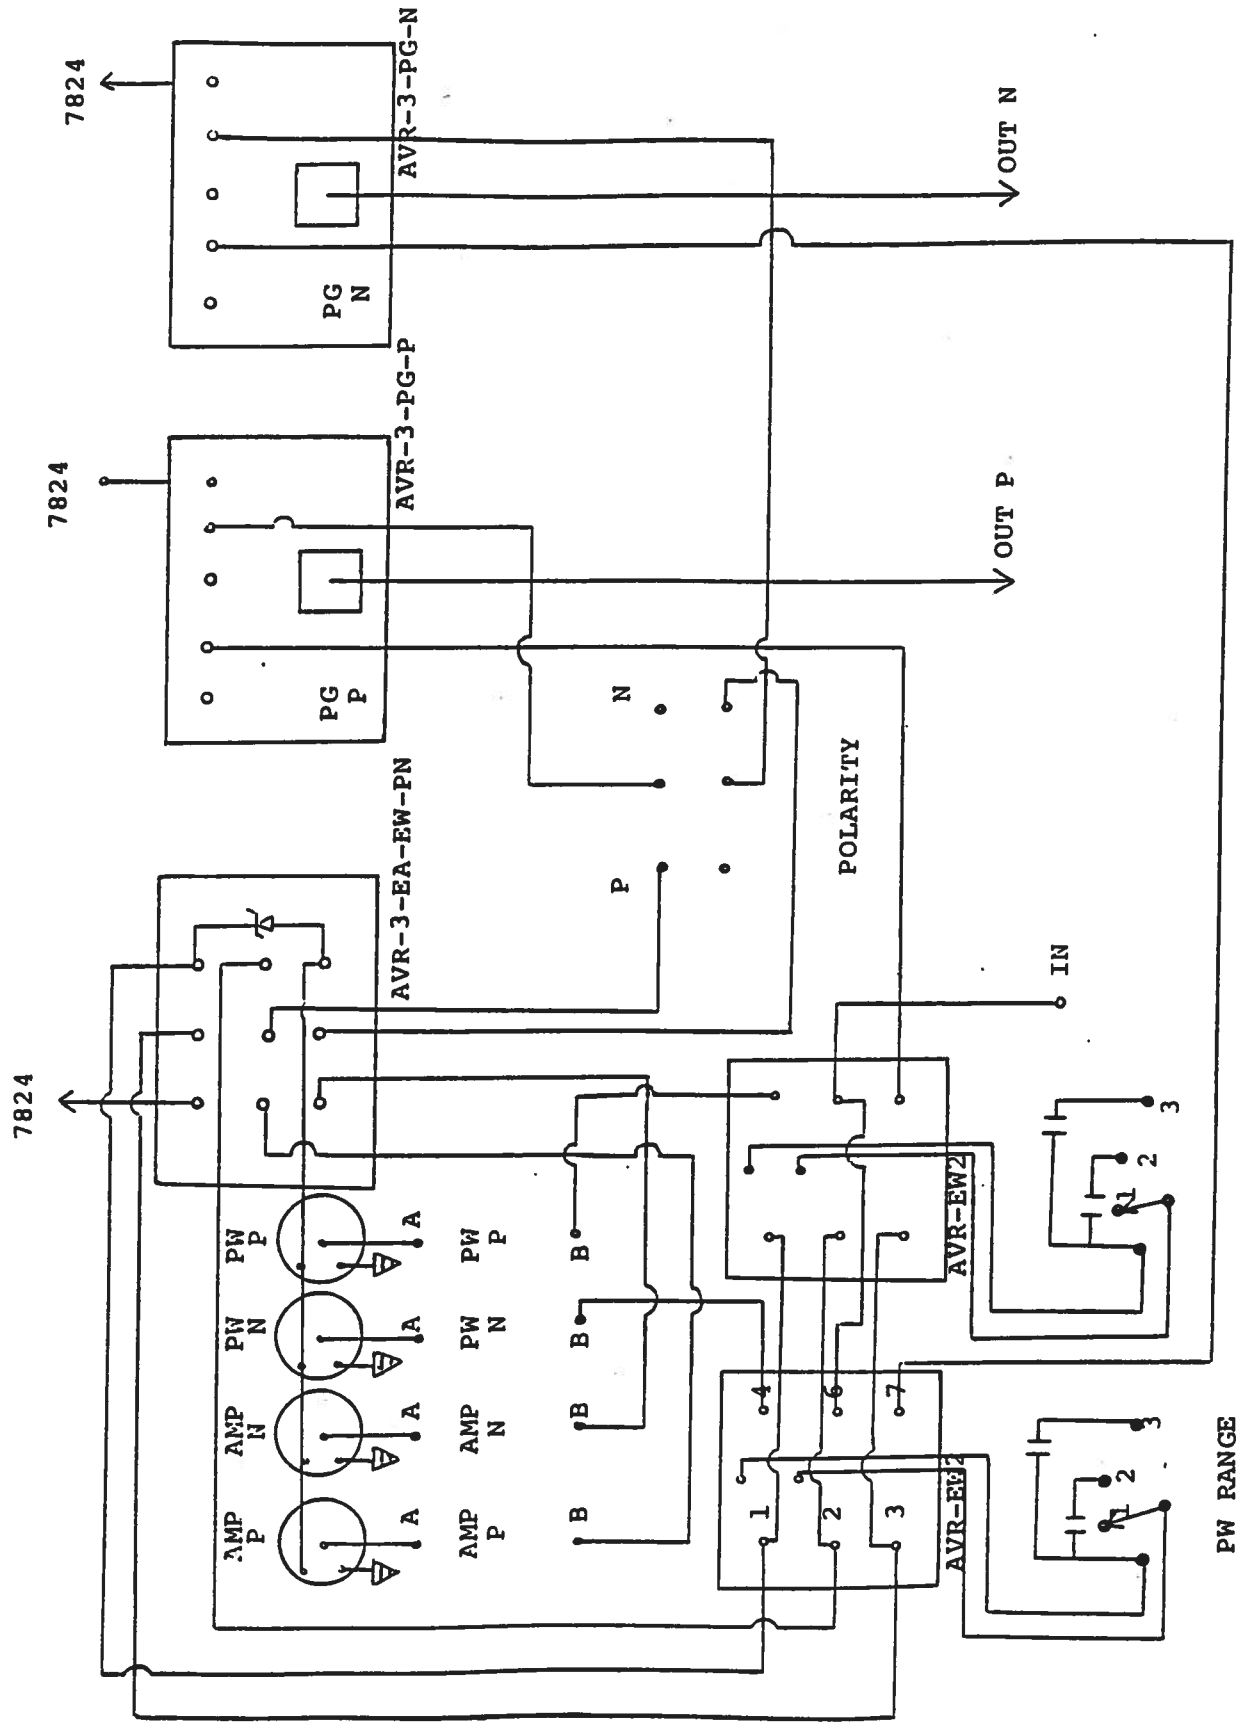 7824
AVR-3-PG-N
PG
N
OUT N
7824
AVR-3-PG-P
PG
P
OUT P
N
P
POLARITY
7824
AVR-3-EA-EW-PN
IN
PW
P
A
PW
P
B
PW
N
A
PW
N
B
AMP
N
A
AMP
N
B
AMP
P
A
AMP
P
B
AVR-EW2
1
2
3
AVR-EW2
1
2
3
4
6
7
1
2
3
PW RANGE